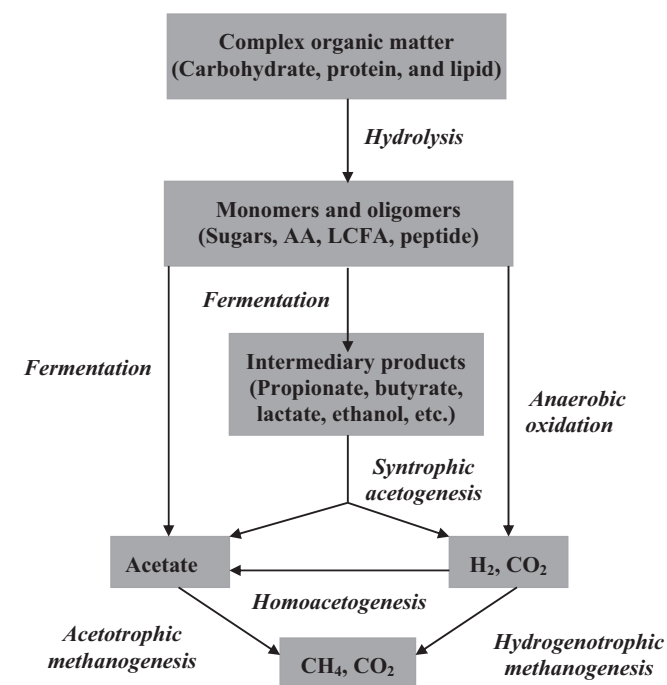 Complex organic matter
(Carbohydrate, protein, and lipid)
Hydrolysis
Monomers and oligomers
(Sugars, AA, LCFA, peptide)
Fermentation
Fermentation
Intermediary products
(Propionate, butyrate,
lactate, ethanol, etc.)
Anaerobic
oxidation
Syntrophic
acetogenesis
Acetate
H₂, CO₂
Homoacetogenesis
Acetotrophic
methanogenesis
Hydrogenotrophic
methanogenesis
CH₄, CO₂